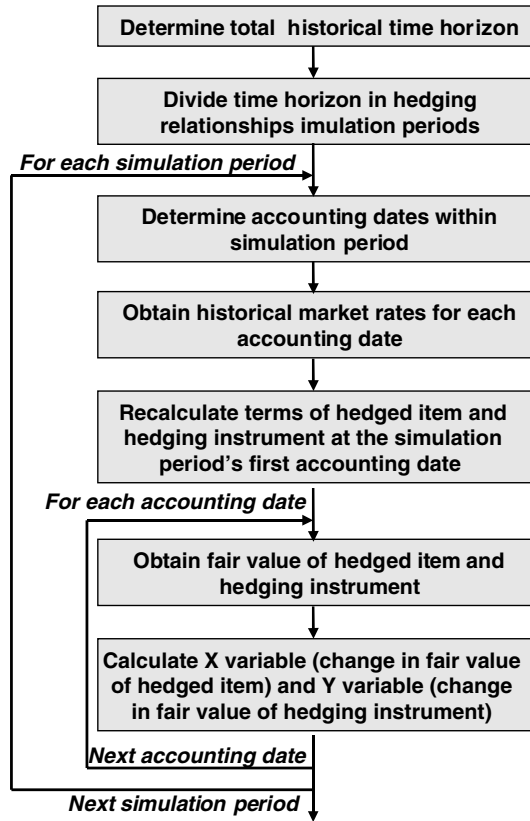 Determine total historical time horizon
Divide time horizon in hedging
relationships imulation periods
For each simulation period
Determine accounting dates within
simulation period
Obtain historical market rates for each
accounting date
Recalculate terms of hedged item and
hedging instrument at the simulation
period's first accounting date
For each accounting date
Obtain fair value of hedged item and
hedging instrument
Calculate X variable (change in fair value
of hedged item) and Y variable (change
in fair value of hedging instrument)
Next accounting date
Next simulation period